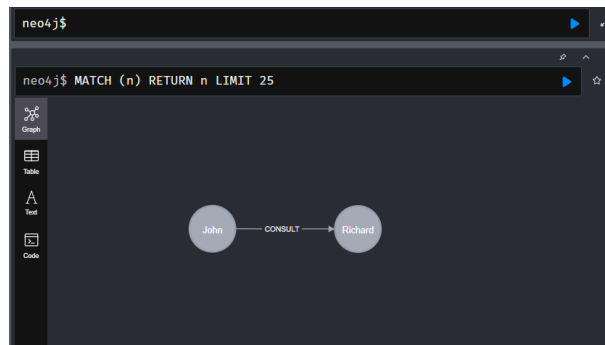 neo4j$
neo4j$ MATCH (n) RETURN n LIMIT 25
Graph
Table
A
Text
Code
John
CONSULT
Richard